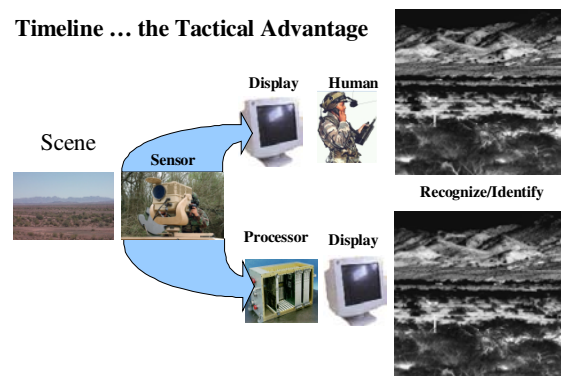 Timeline … the Tactical Advantage
Display
Human
Scene
Sensor
Recognize/Identify
Processor
Display